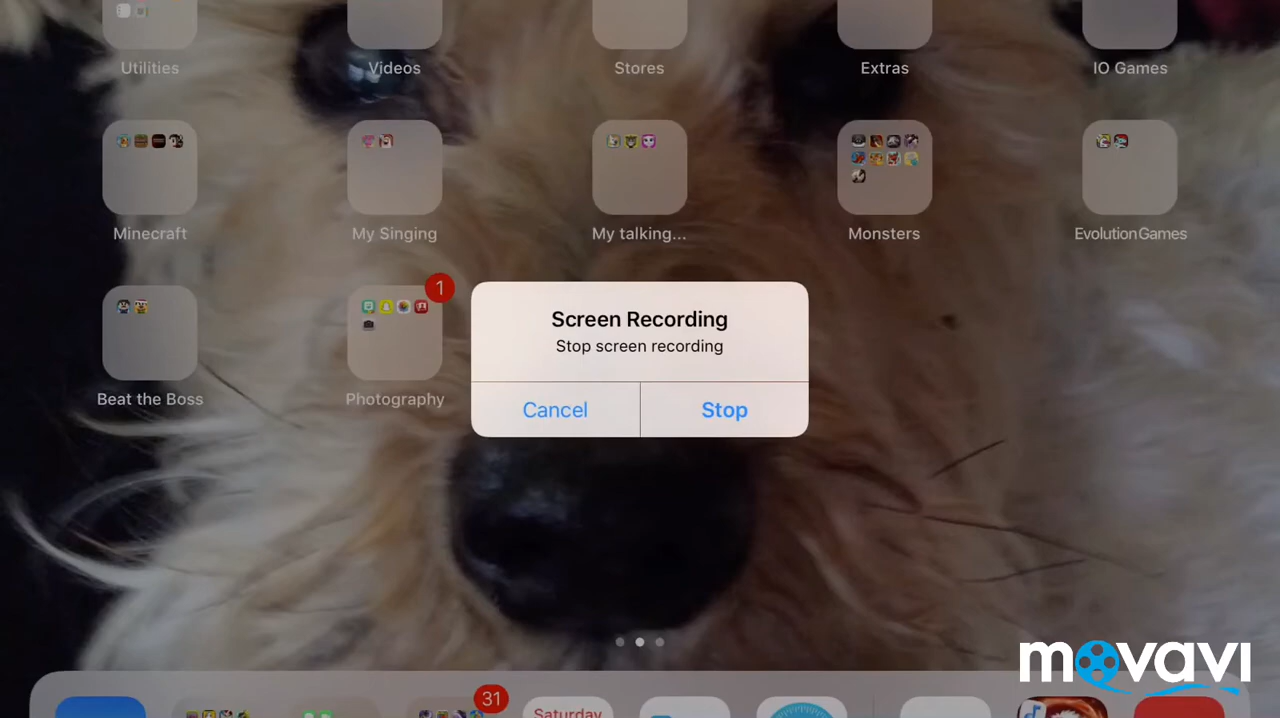 Utilities
Videos
Stores
Extras
IO Games
Minecraft
My Singing
My talking...
Monsters
EvolutionGames
1
Screen Recording
Stop screen recording
Cancel
Stop
Beat the Boss
Photography
movavi
31
Saturday